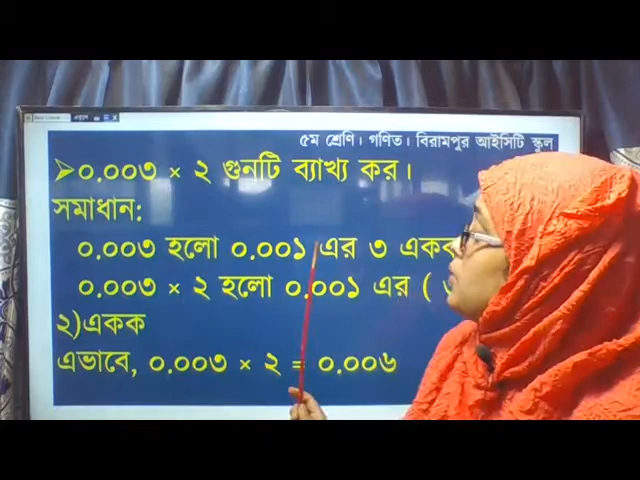 ৫ম শ্রেণি। গণিত। বিরামপুর আইসিটি স্কুল
➤০.০০৩ × ২ গুনটি ব্যাখ্য কর।
সমাধান:
০.০০৩ হলো ০.০০১ এর ৩ একক
০.০০৩ × ২ হলো ০.০০১ এর (
২)একক
এভাবে, ০.০০৩ × ২ = ০.০০৬